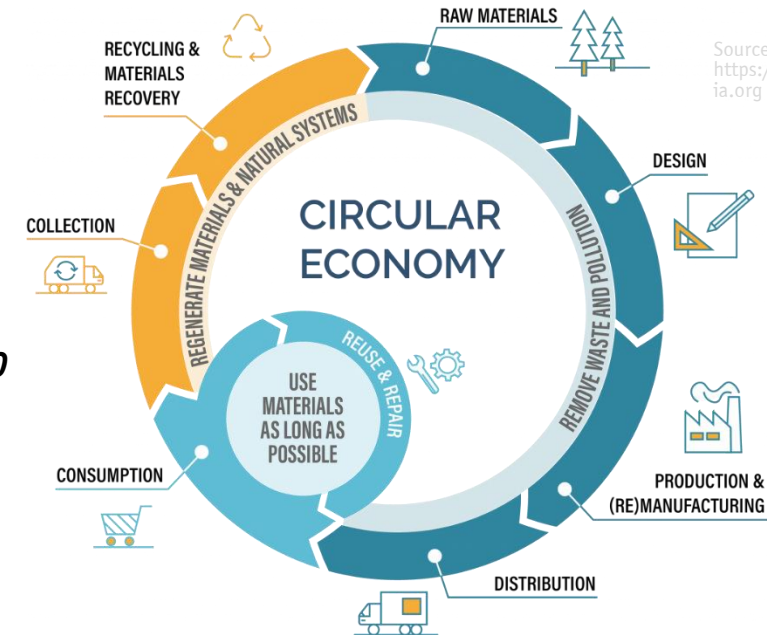 RAW MATERIALS
Source
https:/
ia.org
RECYCLING &
MATERIALS
RECOVERY
DESIGN
COLLECTION
REGENERATE MATERIALS & NATURAL SYSTEMS
CIRCULAR
ECONOMY
REMOVE WASTE AND POLLUTION
REUSE & REPAIR
USE
MATERIALS
AS LONG AS
POSSIBLE
CONSUMPTION
PRODUCTION &
(RE)MANUFACTURING
DISTRIBUTION